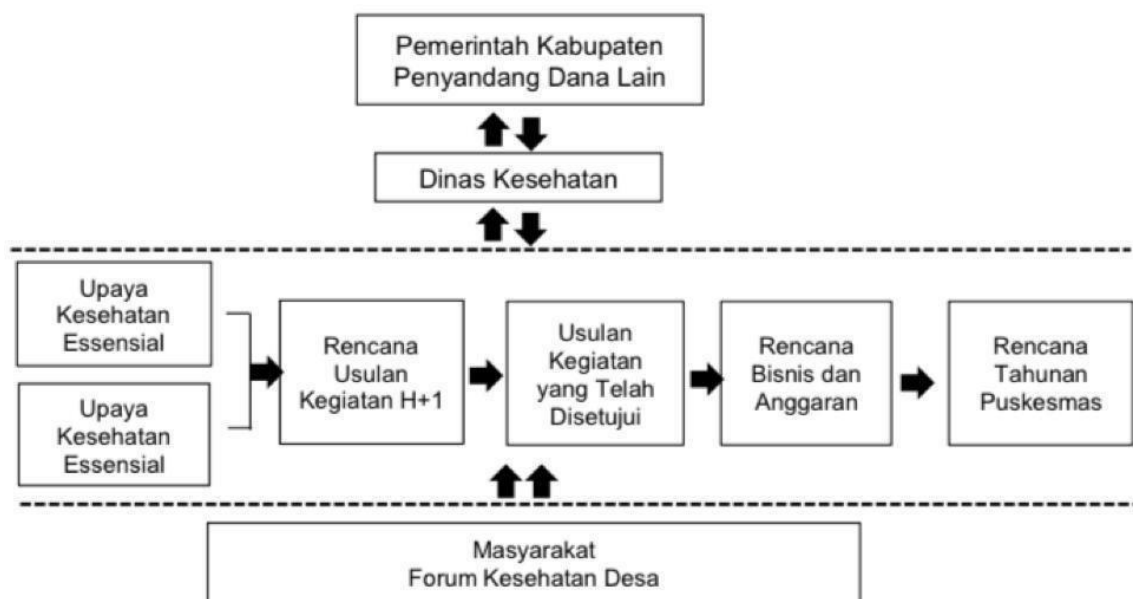 Pemerintah Kabupaten
Penyandang Dana Lain
Dinas Kesehatan
Upaya
Kesehatan
Essensial
Upaya
Kesehatan
Essensial
Rencana
Usulan
Kegiatan H+1
Usulan
Kegiatan
yang Telah
Disetujui
Rencana
Bisnis dan
Anggaran
Rencana
Tahunan
Puskesmas
Masyarakat
Forum Kesehatan Desa